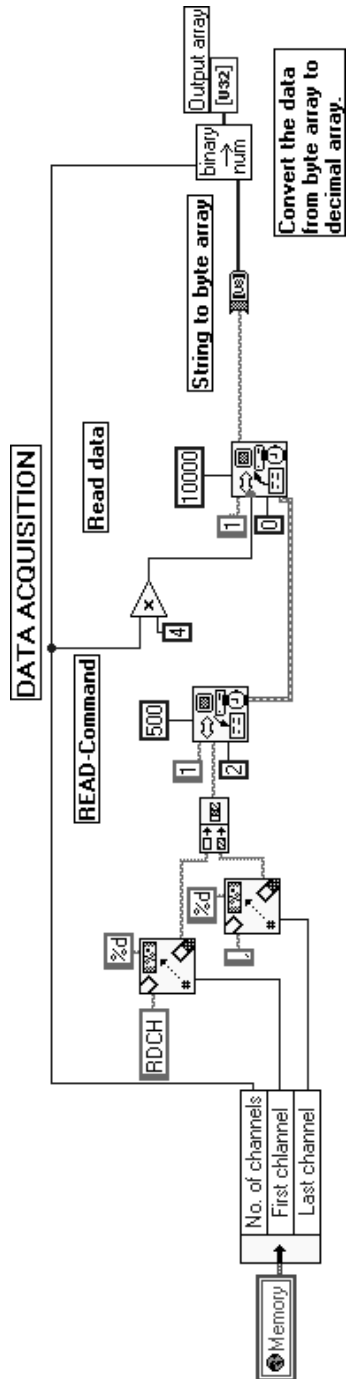 DATA ACQUISITION
READ-Command
Read data
String to byte array
Output array
[U32]
binary
→
num
Convert the data
from byte array to
decimal array.
Memory
No. of channels
First chlannel
Last channel
RDCH
%d
#
%d
#
500
1
2
4
x
10000
1
0
[U8]